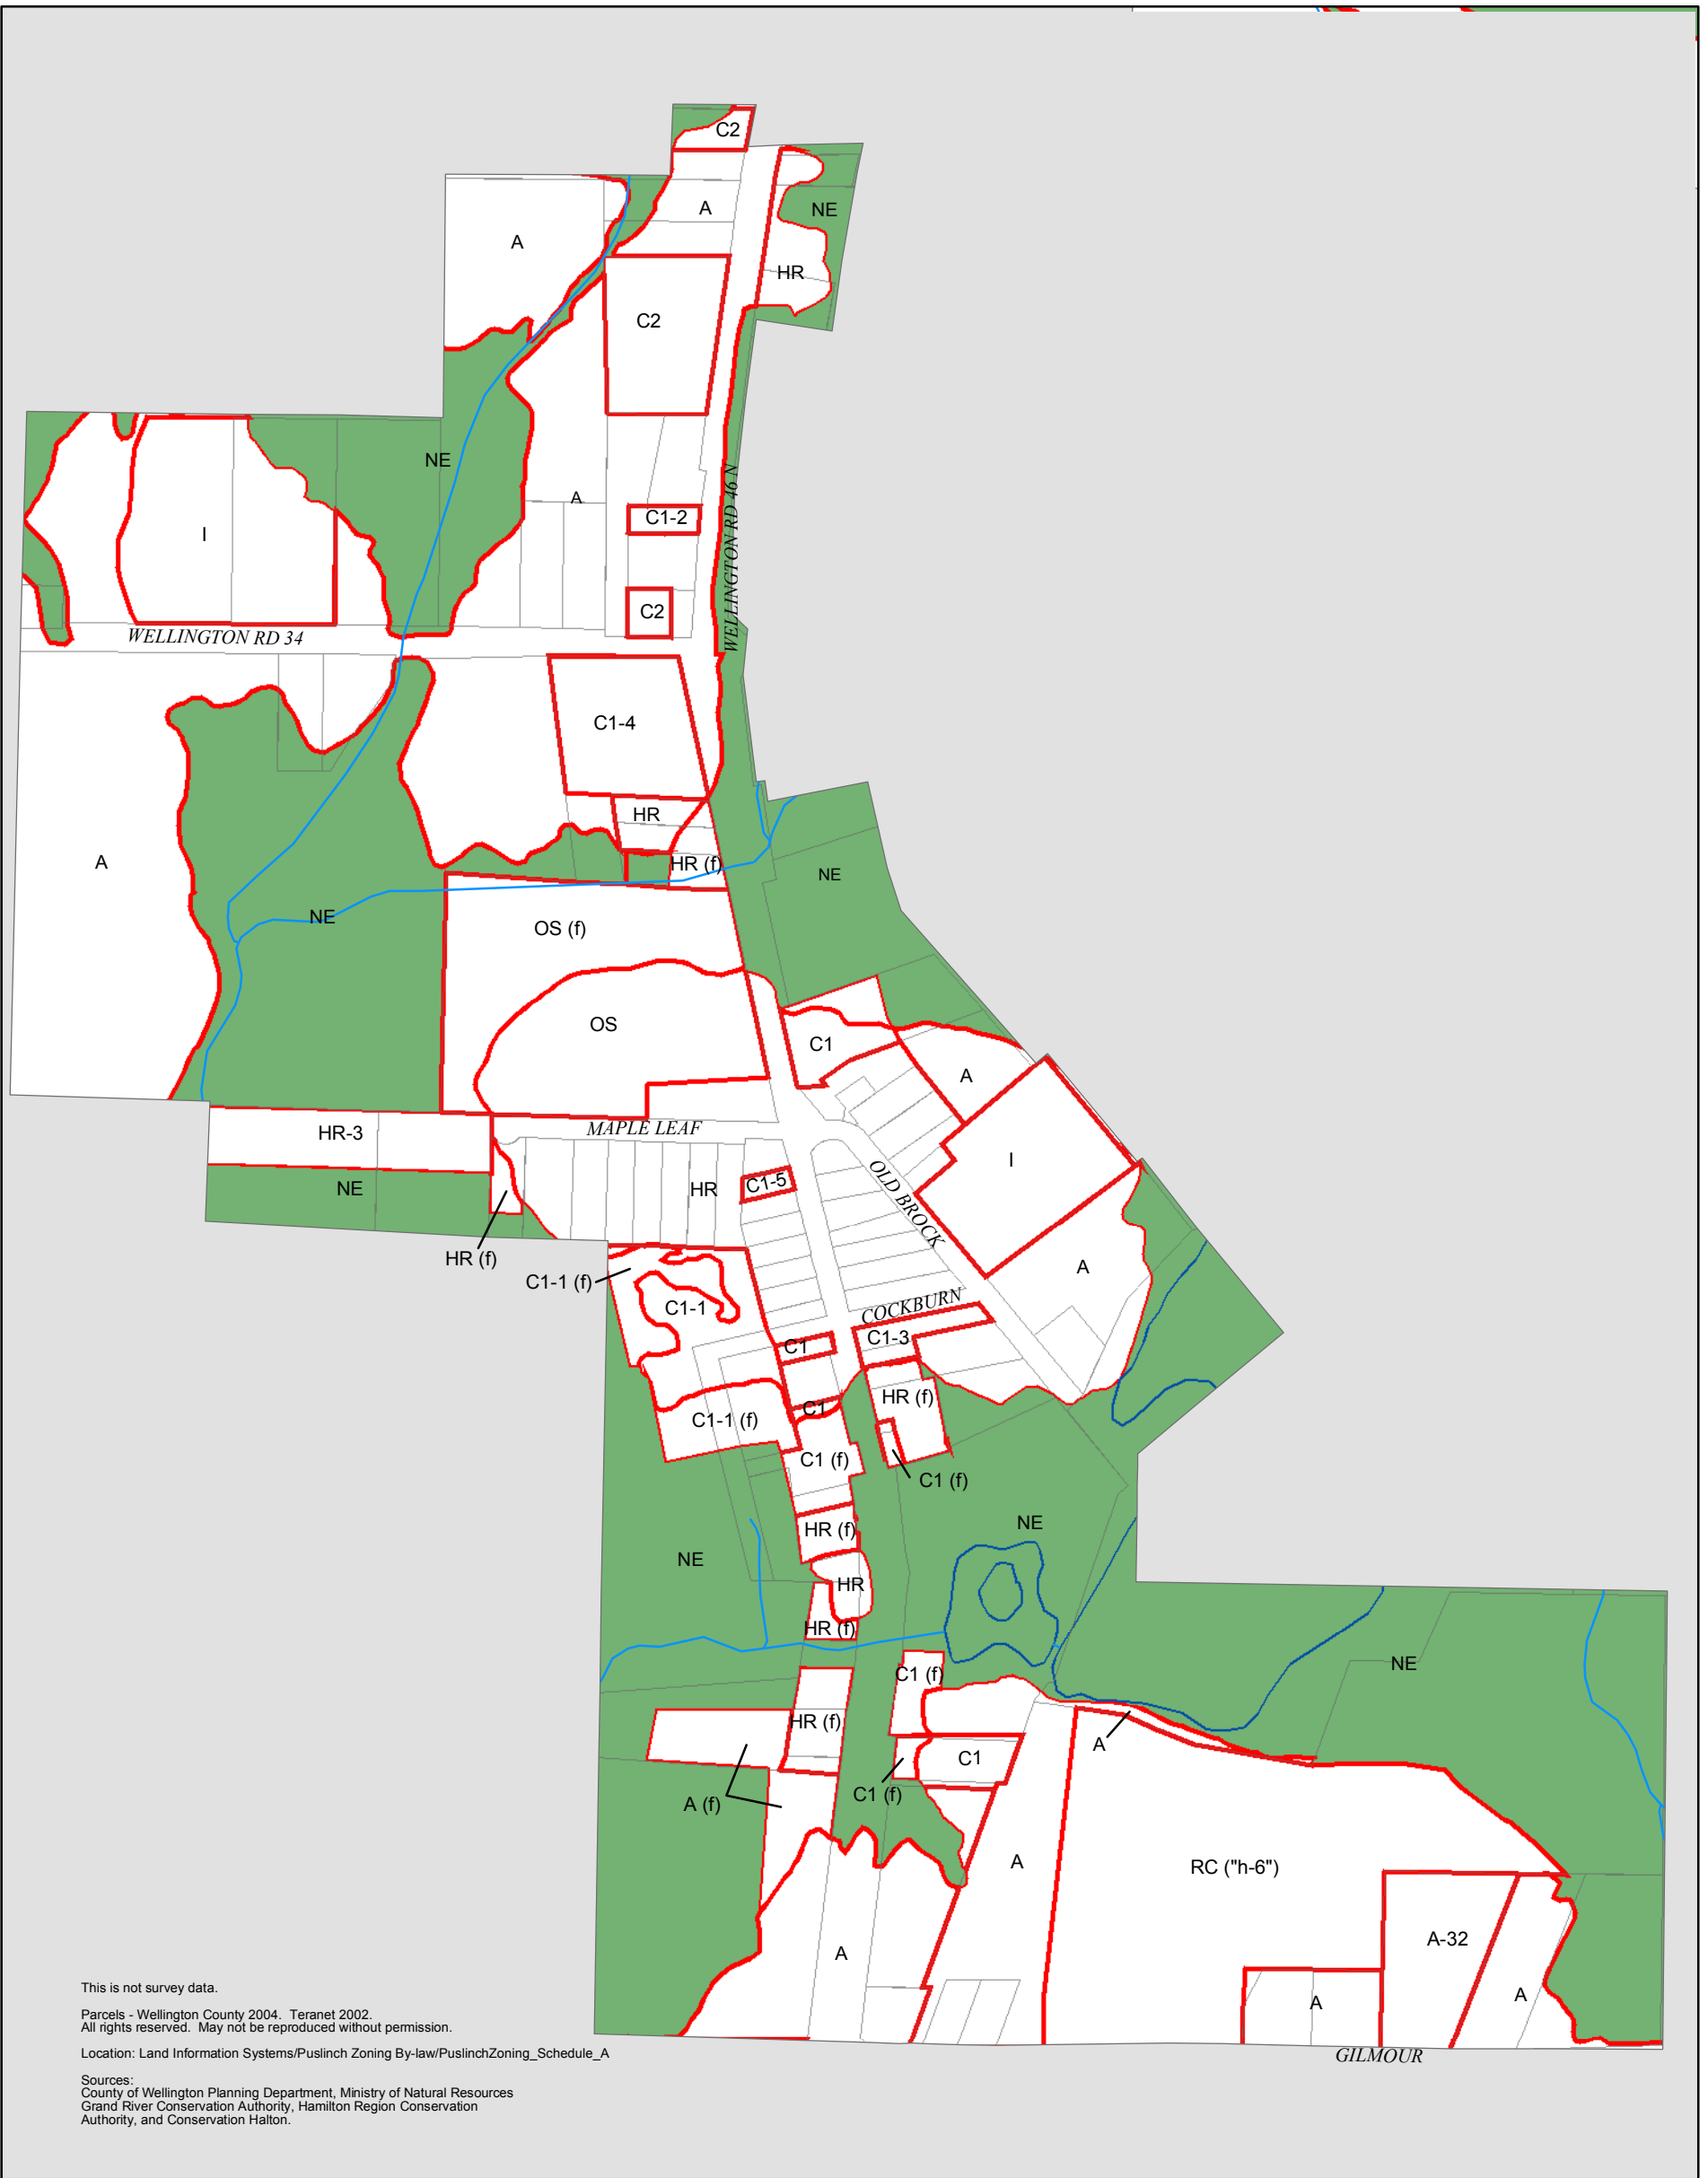 C2
A
NE
A
HR
C2
NE
A
C1-2
I
WELLINGTON RD 46 N
C2
WELLINGTON RD 34
C1-4
HR
A
HR (f)
NE
NE
OS (f)
OS
C1
A
MAPLE LEAF
HR-3
I
NE
HR
C1-5
OLD BROCK
HR (f)
A
C1-1 (f)
C1-1
COCKBURN
C1
C1-3
HR (f)
C1
C1-1 (f)
C1 (f)
C1 (f)
NE
HR (f)
NE
HR
HR (f)
NE
C1 (f)
HR (f)
A
C1
C1 (f)
A (f)
A
RC ("h-6")
A-32
A
A
A
GILMOUR
This is not survey data.
Parcels - Wellington County 2004. Teranet 2002.
All rights reserved. May not be reproduced without permission.
Location: Land Information Systems/Puslinch Zoning By-law/PuslinchZoning_Schedule_A
Sources:
County of Wellington Planning Department, Ministry of Natural Resources
Grand River Conservation Authority, Hamilton Region Conservation
Authority, and Conservation Halton.